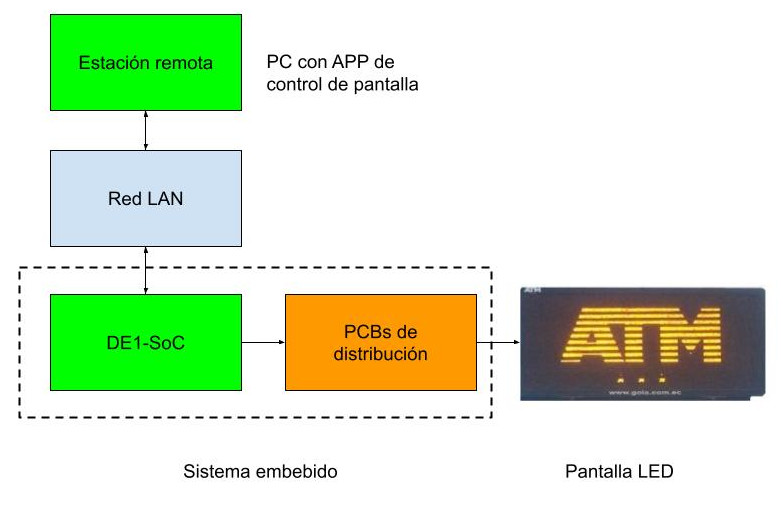 Estación remota
PC con APP de
control de pantalla
Red LAN
DE1-SoC
PCBs de
distribución
ATM
ATM
www.goia.com.ec
Sistema embebido
Pantalla LED